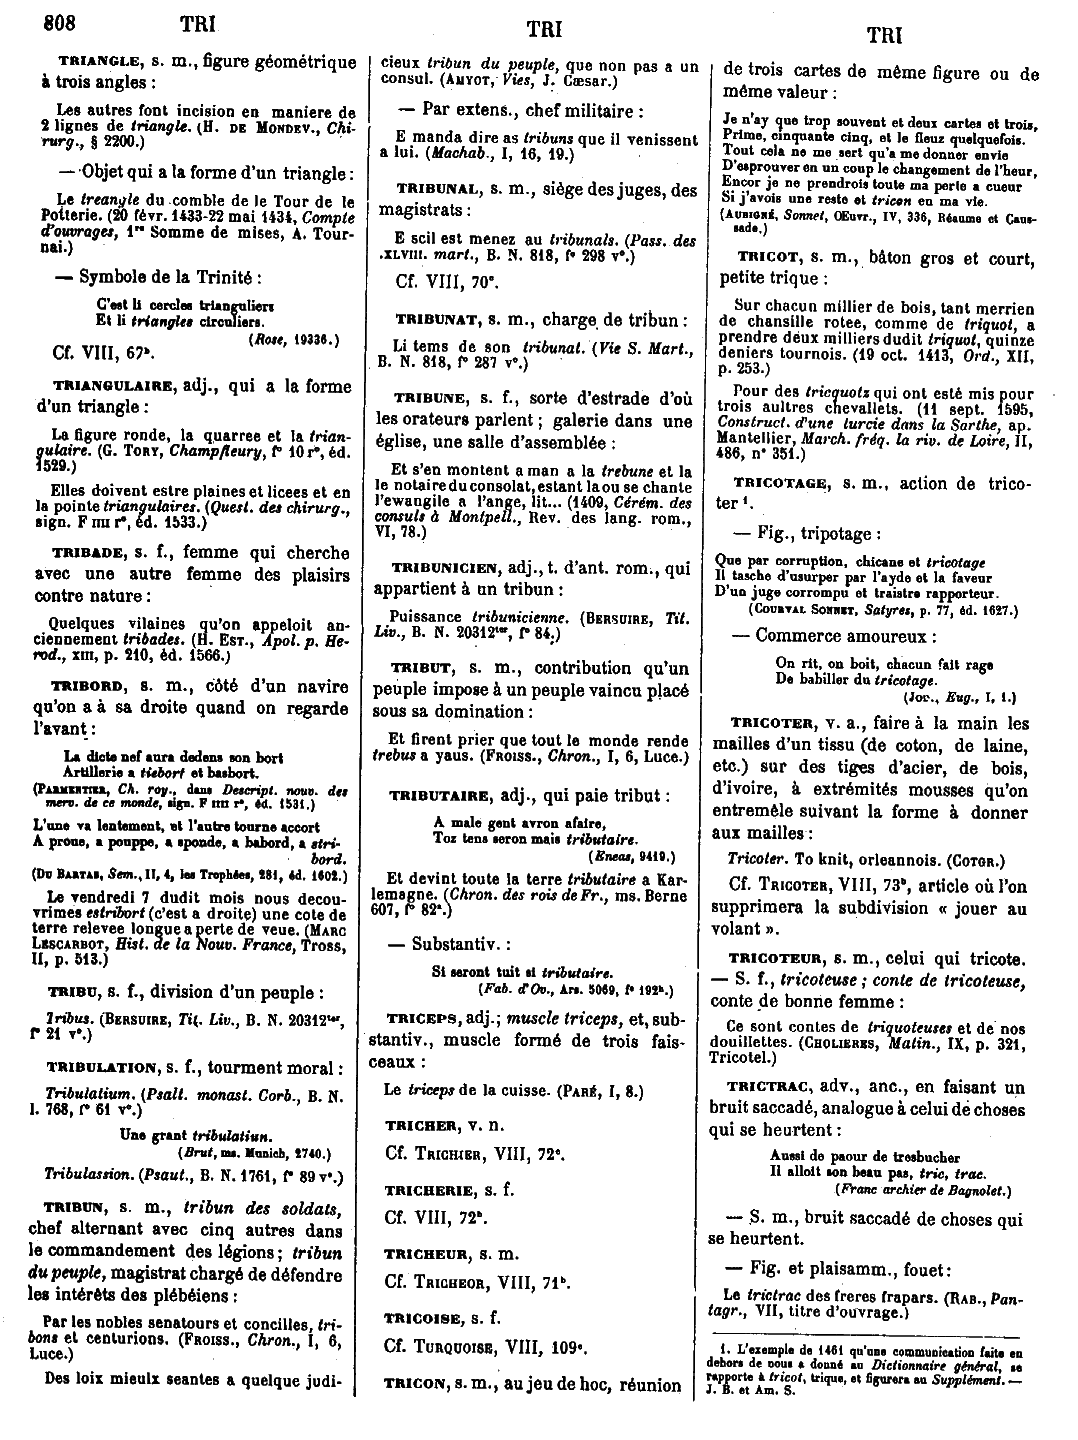 808 TRI
TRI
TRI
TRIANGLE, s. m., figure géométrique
à trois angles :
Les autres font incision en maniere de
2 lignes de triangle. (H. DE MONDEV., Chi-
rurg., § 2200.)
— Objet qui a la forme d'un triangle :
Le treangle du comble de le Tour de le
Potterie. (20 févr. 1433-22 mai 1434, Compte
d'ouvrages, 1re Somme de mises, A. Tour-
nai.)
— Symbole de la Trinité :
C'est li cercles trianguliers
Et li triangles circuliers.
(Rose, 19336.)
Cf. VIII, 67b.
TRIANGULAIRE, adj., qui a la forme
d'un triangle :
La figure ronde, la quarree et la trian-
gulaire. (G. TORY, Champfleury, f° 10 r°, éd.
1529.)
Elles doivent estre plaines et licees et en
la pointe triangulaires. (Quest. des chirurg.,
sign. F IIII r°, éd. 1533.)
TRIBADE, s. f., femme qui cherche
avec une autre femme des plaisirs
contre nature :
Quelques vilaines qu'on appeloit an-
ciennement tribades. (H. EST., Apol. p. He-
rod., XIII, p. 210, éd. 1566.)
TRIBORD, s. m., côté d'un navire
qu'on a à sa droite quand on regarde
l'avant :
La dicte nef aura dedens son bort
Artillerie a tiebort et basbort.
(PARMENTIER, Ch. roy., dans Descript. nouv. des
merv. de ce monde, sign. F IIII r°, éd. 1531.)
L'une va lentement, et l'autre tourne accort
A proue, a pouppe, a sponde, a babord, a stri-
bord.
(DU BARTAS, Sem., II, 4, les Trophées, 281, éd. 1602.)
Le vendredi 7 dudit mois nous decou-
vrimes estribort (c'est a droite) une cote de
terre relevee longue a perte de veue. (MARC
LESCARBOT, Hist. de la Nouv. France, Tross,
II, p. 513.)
TRIBU, s. f., division d'un peuple :
Tribus. (BERSUIRE, Tit. Liv., B. N. 20312ter,
f° 21 v°.)
TRIBULATION, s. f., tourment moral :
Tribulatium. (Psalt. monast. Corb., B. N.
l. 768, f° 61 v°.)
Une grant tribulatiun.
(Brut, ms. Munich, 2740.)
Tribulassion. (Psaut., B. N. 1761, f° 89 v°.)
TRIBUN, s. m., tribun des soldats,
chef alternant avec cinq autres dans
le commandement des légions ; tribun
du peuple, magistrat chargé de défendre
les intérêts des plébéiens :
Par les nobles senatours et concilles, tri-
bons et centurions. (FROISS., Chron., I, 6,
Luce.)
Des loix mieulx seantes a quelque judi-
cieux tribun du peuple, que non pas a un
consul. (AMYOT, Vies, J. Cæsar.)
— Par extens., chef militaire :
E manda dire as tribuns que il venissent
a lui. (Machab., I, 16, 19.)
TRIBUNAL, s. m., siège des juges, des
magistrats :
E scil est menez au tribunals. (Pass. des
.XLVIII. mart., B. N. 818, f° 298 v°.)
Cf. VIII, 70c.
TRIBUNAT, s. m., charge de tribun :
Li tems de son tribunat. (Vie S. Mart.,
B. N. 818, f° 287 v°.)
TRIBUNE, s. f., sorte d'estrade d'où
les orateurs parlent ; galerie dans une
église, une salle d'assemblée :
Et s'en montent a man a la trebune et la
le notaire du consolat, estant la ou se chante
l'ewangile a l'ange, lit... (1409, Cérém. des
consuls à Montpell., Rev. des lang. rom.,
VI, 78.)
TRIBUNICIEN, adj., t. d'ant. rom., qui
appartient à un tribun :
Puissance tribunicienne. (BERSUIRE, Tit.
Liv., B. N. 20312ter, f° 84.)
TRIBUT, s. m., contribution qu'un
peuple impose à un peuple vaincu placé
sous sa domination :
Et firent prier que tout le monde rende
trebus a yaus. (FROISS., Chron., I, 6, Luce.)
TRIBUTAIRE, adj., qui paie tribut :
A male gent avron afaire,
Toz tens seron mais tributaire.
(Eneas, 9419.)
Et devint toute la terre tributaire a Kar-
lemagne. (Chron. des rois de Fr., ms. Berne
607, f° 82a.)
— Substantiv. :
Si seront tuit si tributaire.
(Fab. d'Ov., Ars. 5069, f° 192b.)
TRICEPS, adj.; muscle triceps, et, sub-
stantiv., muscle formé de trois fais-
ceaux :
Le triceps de la cuisse. (PARÉ, I, 8.)
TRICHER, v. n.
Cf. TRICHIER, VIII, 72c.
TRICHERIE, s. f.
Cf. VIII, 72b.
TRICHEUR, s. m.
Cf. TRICHEOR, VIII, 71b.
TRICOISE, s. f.
Cf. TURQUOISE, VIII, 109c.
TRICON, s. m., au jeu de hoc, réunion
de trois cartes de même figure ou de
même valeur :
Je n'ay que trop souvent et deux cartes et trois,
Prime, cinquante cinq, et le fleuz quelquefois.
Tout cela ne me sert qu'a me donner envie
D'esprouver en un coup le changement de l'heur,
Encor je ne prendrois toute ma perte a cueur
Si j'avois une reste et tricon en ma vie.
(AUBIGNÉ, Sonnet, Œuvr., IV, 336, Réaume et Caus-
sade.)
TRICOT, s. m., bâton gros et court,
petite trique :
Sur chacun millier de bois, tant merrien
de chansille rotee, comme de triquot, a
prendre deux milliers dudit triquot, quinze
deniers tournois. (19 oct. 1413, Ord., XII,
p. 253.)
Pour des tricquotz qui ont esté mis pour
trois aultres chevallets. (11 sept. 1595,
Construct. d'une turcie dans la Sarthe, ap.
Mantellier, March. fréq. la riv. de Loire, II,
486, n° 351.)
TRICOTAGE, s. m., action de trico-
ter 1.
— Fig., tripotage :
Que par corruption, chicane et tricotage
Il tasche d'usurper par l'ayde et la faveur
D'un juge corrompu et traistre rapporteur.
(COURVAL SONNET, Satyres, p. 77, éd. 1627.)
— Commerce amoureux :
On rit, on boit, chacun fait rage
De babiller du tricotage.
(JOD., Eug., I, 1.)
TRICOTER, v. a., faire à la main les
mailles d'un tissu (de coton, de laine,
etc.) sur des tiges d'acier, de bois,
d'ivoire, à extrémités mousses qu'on
entremêle suivant la forme à donner
aux mailles :
Tricoter. To knit, orleannois. (COTGR.)
Cf. TRICOTER, VIII, 73b, article où l'on
supprimera la subdivision « jouer au
volant ».
TRICOTEUR, s. m., celui qui tricote.
— S. f., tricoteuse ; conte de tricoteuse,
conte de bonne femme :
Ce sont contes de triquoteuses et de nos
douillettes. (CHOLIERES, Matin., IX, p. 321,
Tricotel.)
TRICTRAC, adv., anc., en faisant un
bruit saccadé, analogue à celui de choses
qui se heurtent :
Aussi de paour de tresbucher
Il alloit son beau pas, tric, trac.
(Franc archier de Bagnolet.)
— S. m., bruit saccadé de choses qui
se heurtent.
— Fig. et plaisamm., fouet :
Le trictrac des freres frapars. (RAB., Pan-
tagr., VII, titre d'ouvrage.)
1. L'exemple de 1461 qu'une communication faite en
dehors de nous a donné au Dictionnaire général, se
rapporte à tricot, trique, et figurera au Supplément. —
J. B. et Am. S.